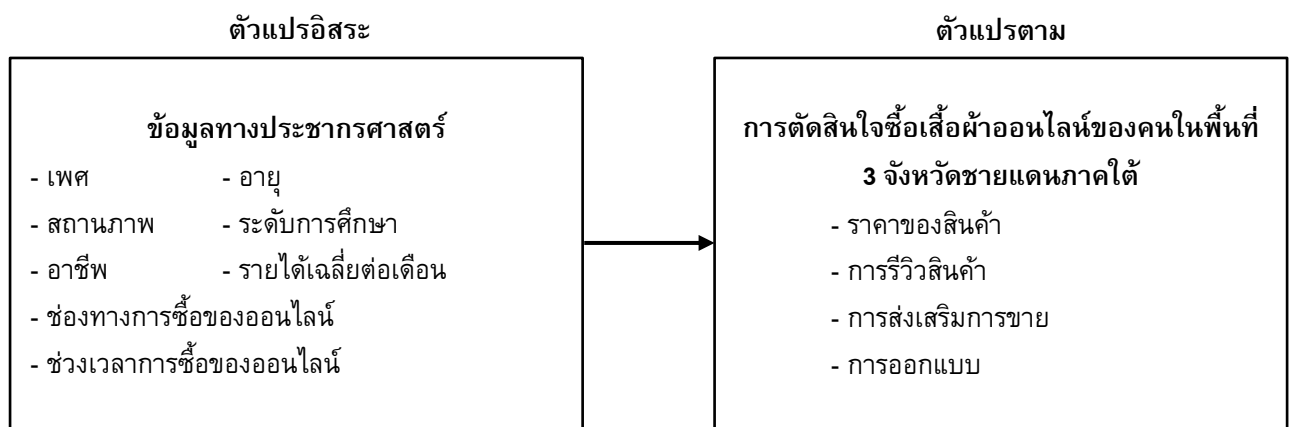 ตัวแปรอิสระ
ข้อมูลทางประชากรศาสตร์
- เพศ - อายุ
- สถานภาพ - ระดับการศึกษา
- อาชีพ - รายได้เฉลี่ยต่อเดือน
- ช่องทางการซื้อของออนไลน์
- ช่วงเวลาการซื้อของออนไลน์
ตัวแปรตาม
การตัดสินใจซื้อเสื้อผ้าออนไลน์ของคนในพื้นที่
3 จังหวัดชายแดนภาคใต้
- ราคาของสินค้า
- การรีวิวสินค้า
- การส่งเสริมการขาย
- การออกแบบ